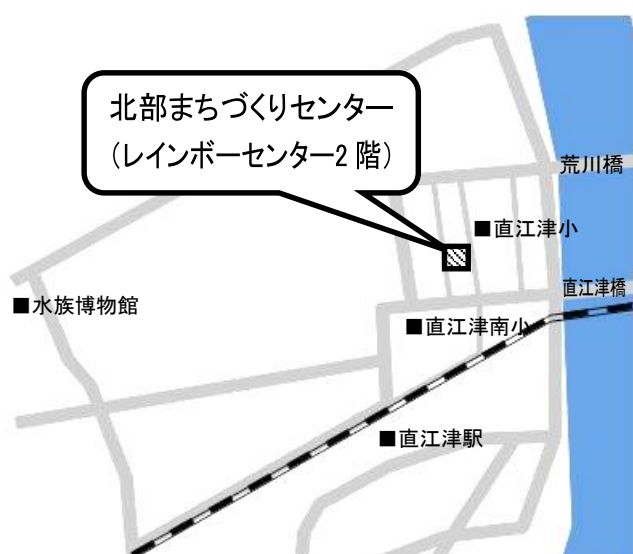 北部まちづくりセンター
（レインボーセンター2 階）
荒川橋
■直江津小
直江津橋
■水族博物館
■直江津南小
■直江津駅